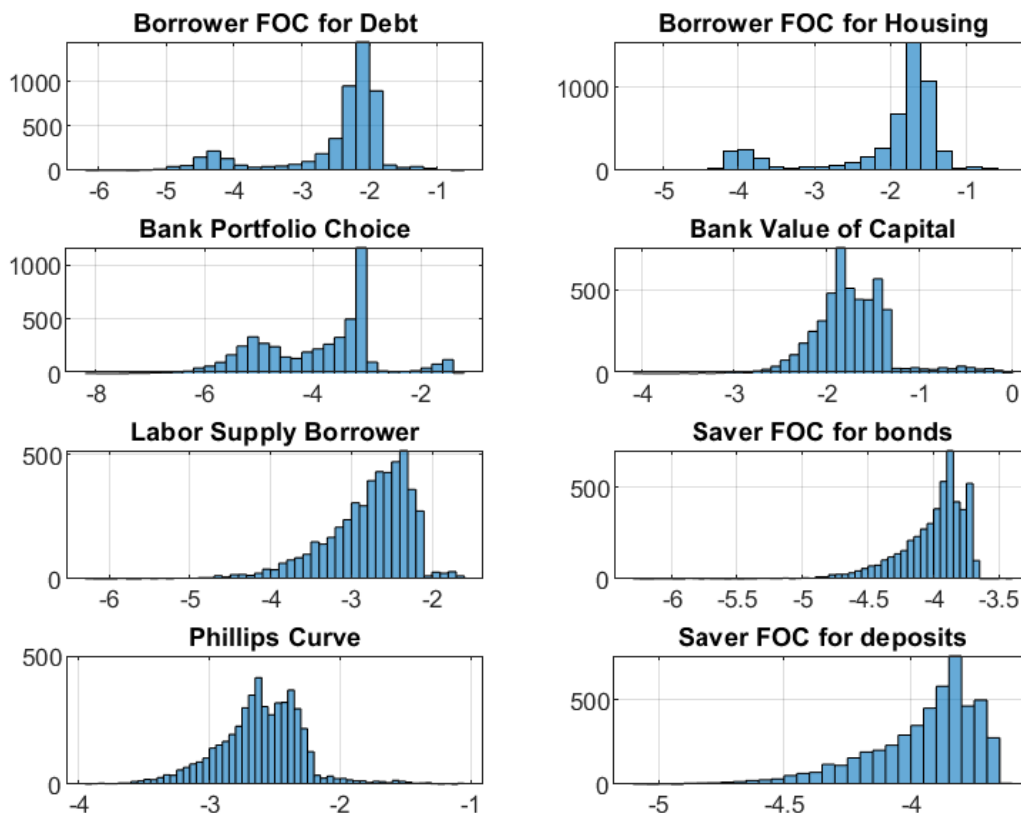 Borrower FOC for Debt
1000
500
0
-6 -5 -4 -3 -2 -1
Borrower FOC for Housing
1000
0
-5 -4 -3 -2 -1
Bank Portfolio Choice
1000
500
0
-8 -6 -4 -2
Bank Value of Capital
500
0
-4 -3 -2 -1 0
Labor Supply Borrower
500
0
-6 -5 -4 -3 -2
Saver FOC for bonds
500
0
-6 -5.5 -5 -4.5 -4 -3.5
Phillips Curve
500
0
-4 -3 -2 -1
Saver FOC for deposits
500
0
-5 -4.5 -4